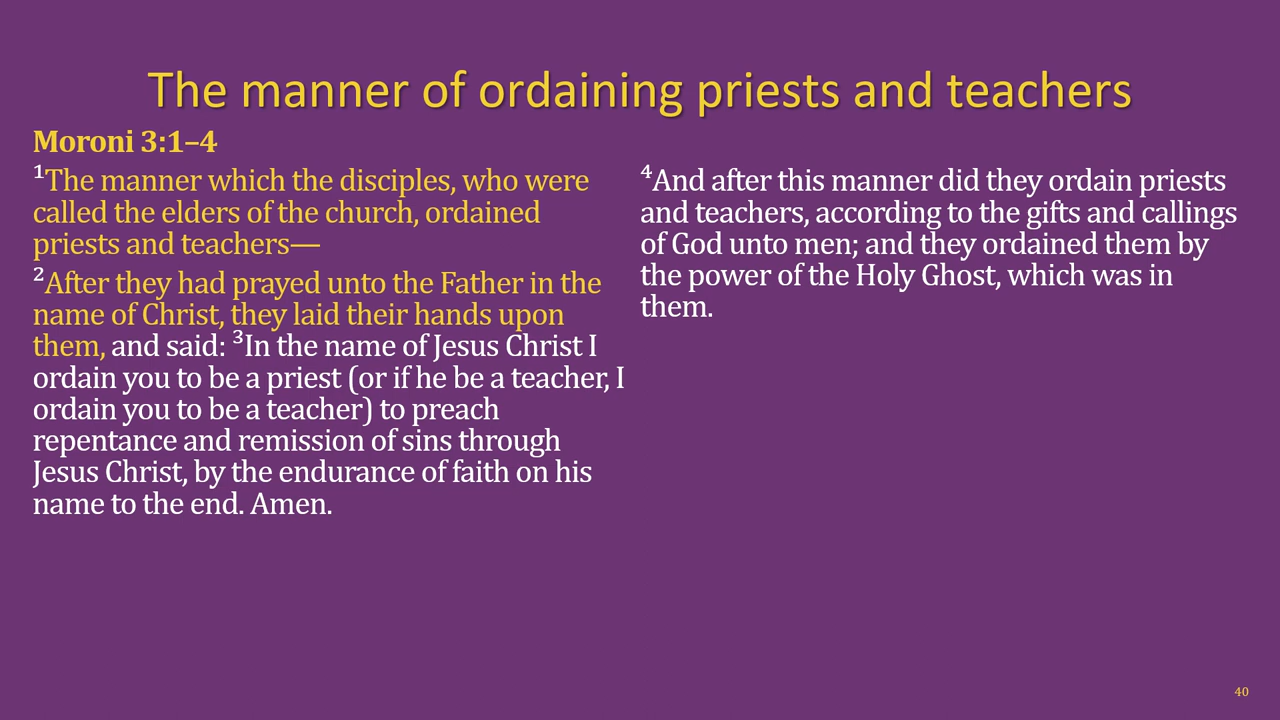 The manner of ordaining priests and teachers
Moroni 3:1–4
¹The manner which the disciples, who were
called the elders of the church, ordained
priests and teachers—
²After they had prayed unto the Father in the
name of Christ, they laid their hands upon
them, and said: ³In the name of Jesus Christ I
ordain you to be a priest (or if he be a teacher, I
ordain you to be a teacher) to preach
repentance and remission of sins through
Jesus Christ, by the endurance of faith on his
name to the end. Amen.
⁴And after this manner did they ordain priests
and teachers, according to the gifts and callings
of God unto men; and they ordained them by
the power of the Holy Ghost, which was in
them.
40